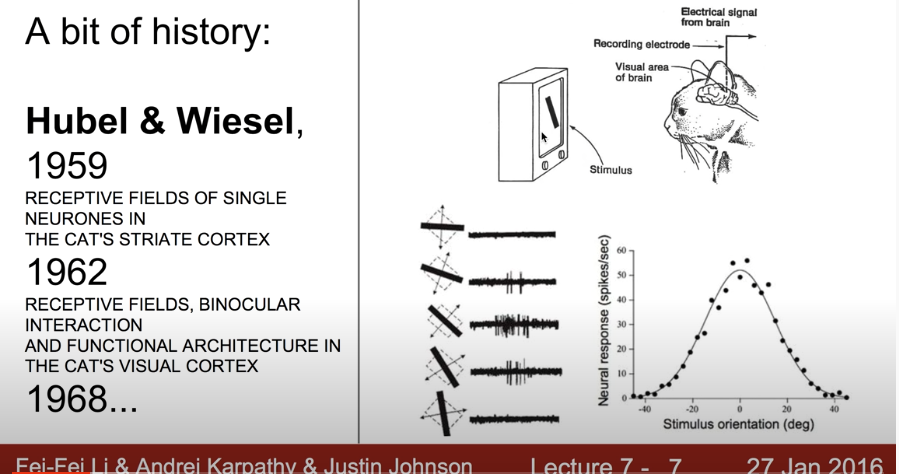 A bit of history:
Hubel & Wiesel,
1959
RECEPTIVE FIELDS OF SINGLE
NEURONES IN
THE CAT'S STRIATE CORTEX
1962
RECEPTIVE FIELDS, BINOCULAR
INTERACTION
AND FUNCTIONAL ARCHITECTURE IN
THE CAT'S VISUAL CORTEX
1968...
Electrical signal
from brain
Recording electrode
Visual area
of brain
Stimulus
Neural response (spikes/sec)
60
50
40
30
20
10
0
-40 -20 0 20 40
Stimulus orientation (deg)
Fei-Fei Li & Andrej Karpathy & Justin Johnson
Lecture 7 - 7
27 Jan 2016